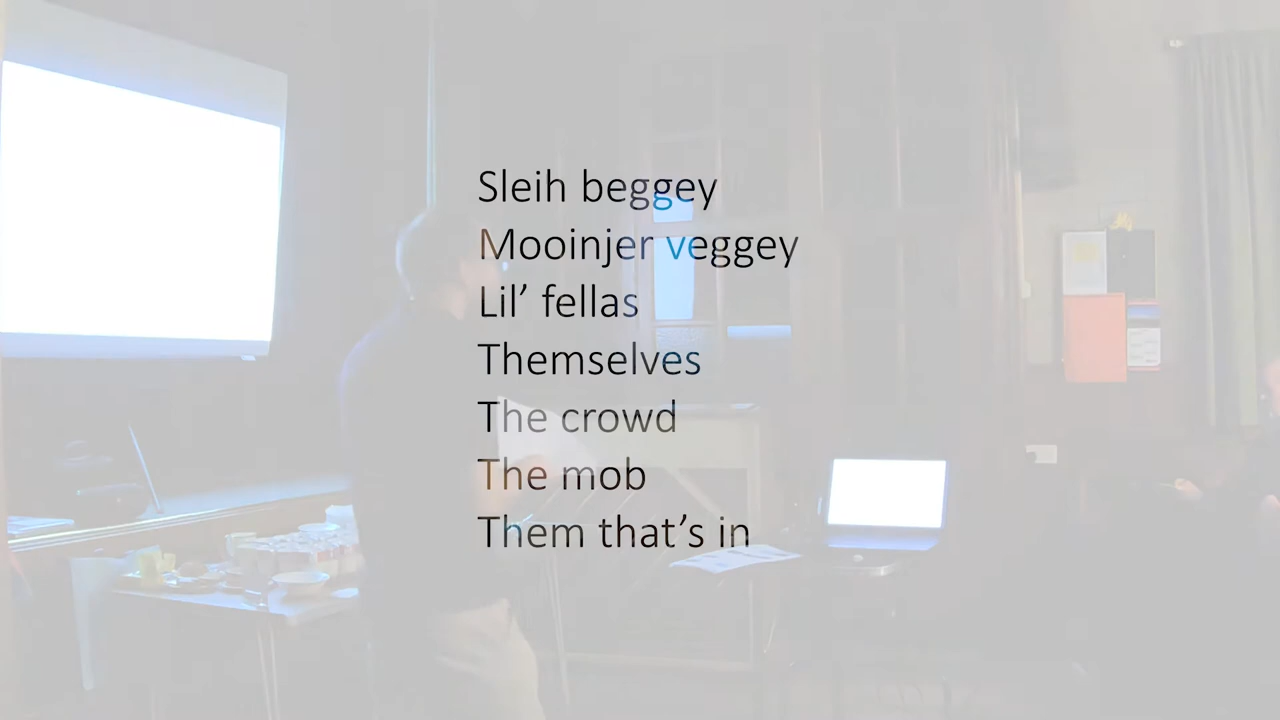 Sleih beggey
Mooinjer veggey
Lil’ fellas
Themselves
The crowd
The mob
Them that’s in